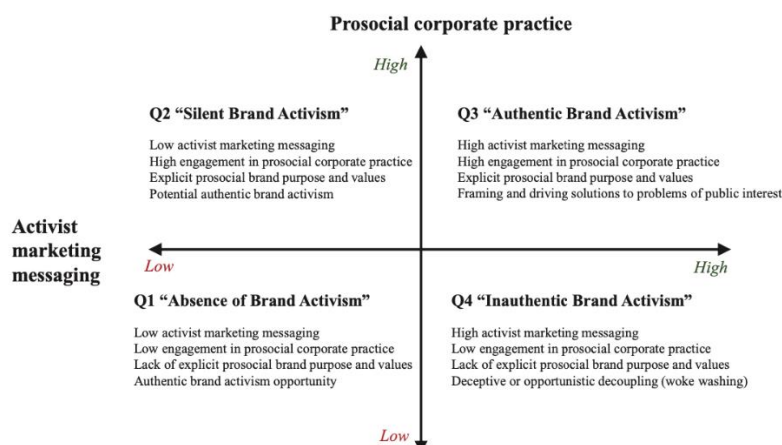 Prosocial corporate practice
High
Q2 “Silent Brand Activism”
Low activist marketing messaging
High engagement in prosocial corporate practice
Explicit prosocial brand purpose and values
Potential authentic brand activism
Q3 “Authentic Brand Activism”
High activist marketing messaging
High engagement in prosocial corporate practice
Explicit prosocial brand purpose and values
Framing and driving solutions to problems of public interest
Activist
marketing
messaging
Low
High
Q1 “Absence of Brand Activism”
Low activist marketing messaging
Low engagement in prosocial corporate practice
Lack of explicit prosocial brand purpose and values
Authentic brand activism opportunity
Q4 “Inauthentic Brand Activism”
High activist marketing messaging
Low engagement in prosocial corporate practice
Lack of explicit prosocial brand purpose and values
Deceptive or opportunistic decoupling (woke washing)
Low